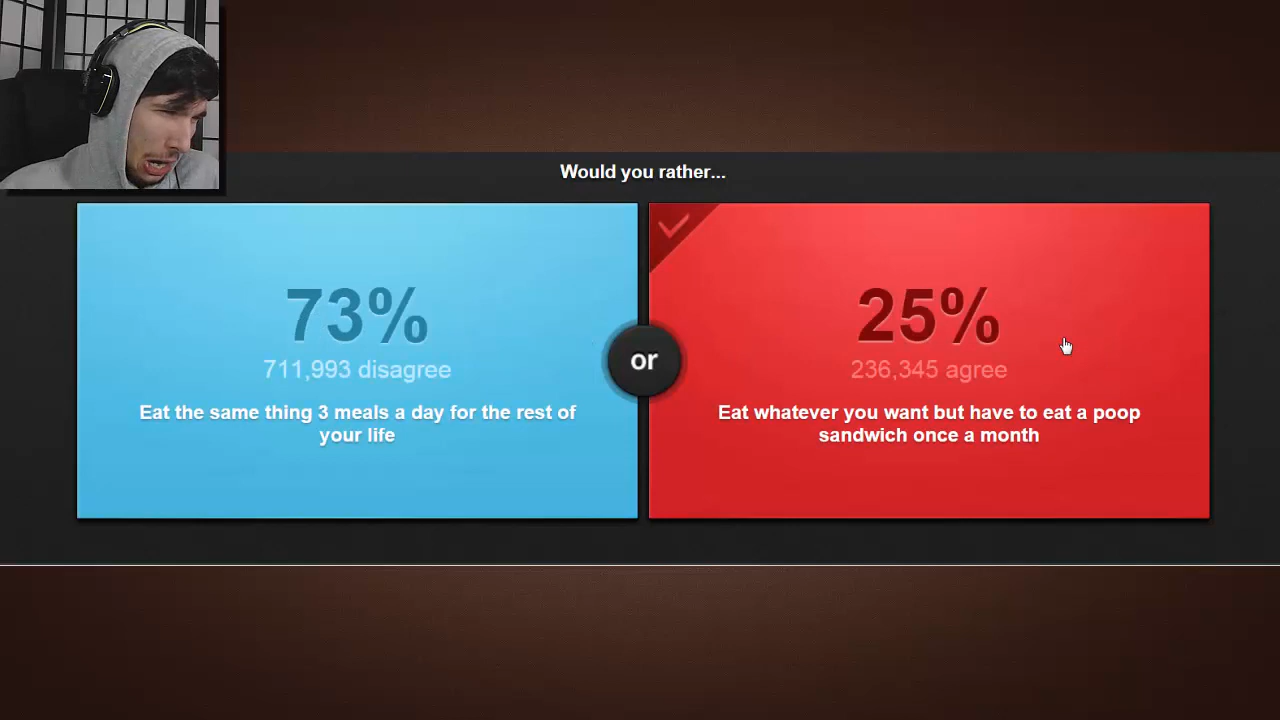 Would you rather...
73%
711,993 disagree
Eat the same thing 3 meals a day for the rest of
your life
or
25%
236,345 agree
Eat whatever you want but have to eat a poop
sandwich once a month